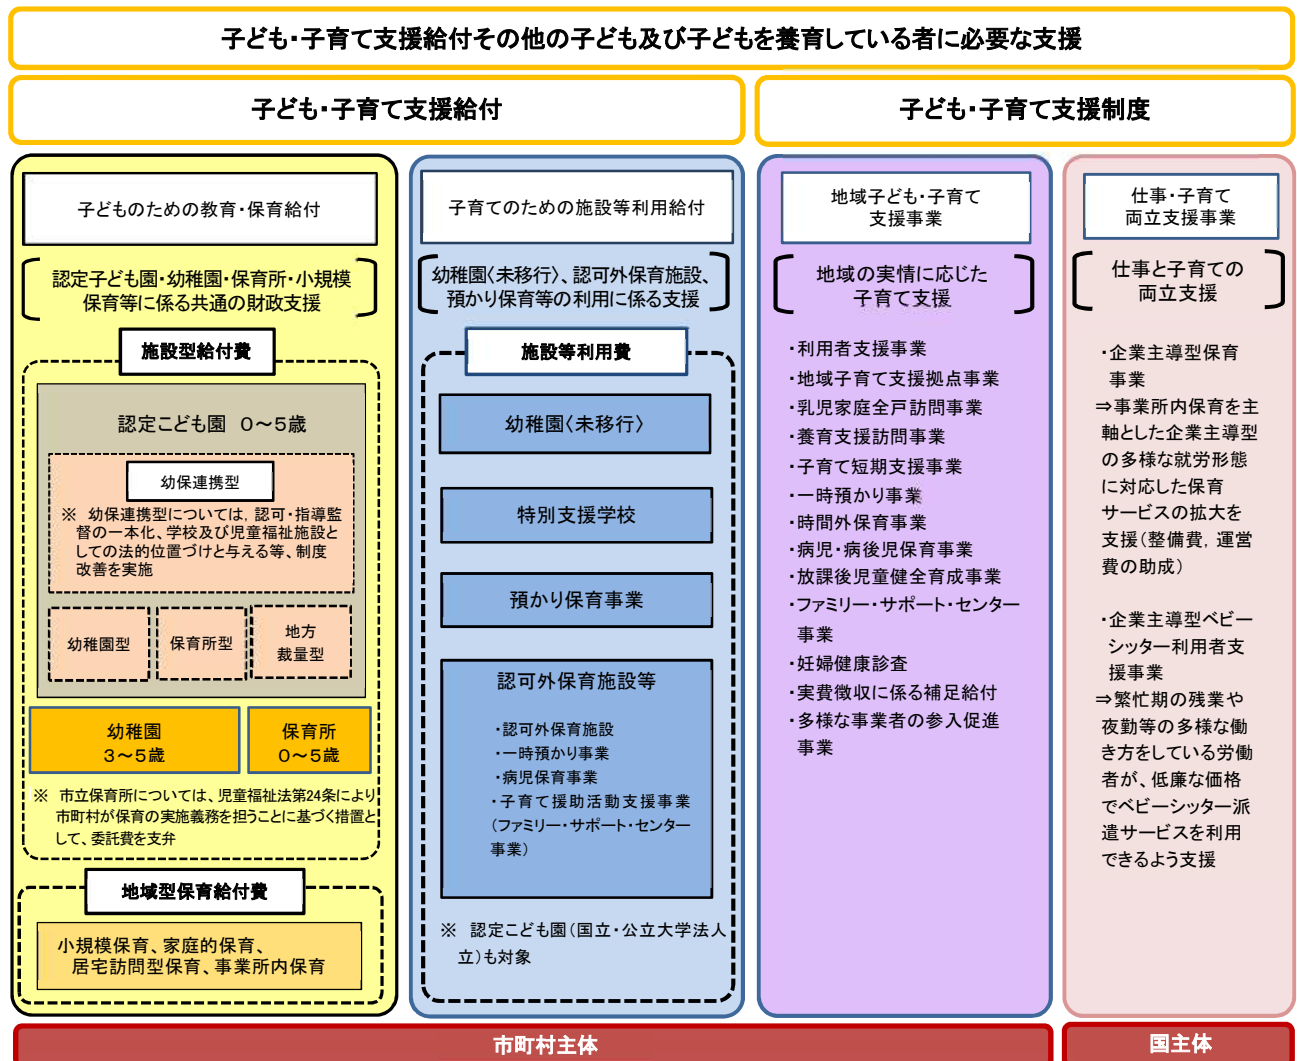 子ども・子育て支援給付その他の子ども及び子どもを養育している者に必要な支援
子ども・子育て支援給付
子ども・子育て支援制度
子どものための教育・保育給付
認定子ども園・幼稚園・保育所・小規模
保育等に係る共通の財政支援
施設型給付費
認定こども園　0～5歳
幼保連携型
※　幼保連携型については，認可・指導監
督の一本化、学校及び児童福祉施設と
しての法的位置づけと与える等、制度
改善を実施
幼稚園型
保育所型
地方
裁量型
幼稚園
3～5歳
保育所
0～5歳
※　市立保育所については、児童福祉法第24条により
市町村が保育の実施義務を担うことに基づく措置と
して、委託費を支弁
地域型保育給付費
小規模保育、家庭的保育、
居宅訪問型保育、事業所内保育
子育てのための施設等利用給付
幼稚園〈未移行〉、認可外保育施設、
預かり保育等の利用に係る支援
施設等利用費
幼稚園〈未移行〉
特別支援学校
預かり保育事業
認可外保育施設等
・認可外保育施設
・一時預かり事業
・病児保育事業
・子育て援助活動支援事業
（ファミリー・サポート・センター
事業）
※　認定こども園（国立・公立大学法人
立）も対象
地域子ども・子育て
支援事業
地域の実情に応じた
子育て支援
・利用者支援事業
・地域子育て支援拠点事業
・乳児家庭全戸訪問事業
・養育支援訪問事業
・子育て短期支援事業
・一時預かり事業
・時間外保育事業
・病児・病後児保育事業
・放課後児童健全育成事業
・ファミリー・サポート・センター
事業
・妊婦健康診査
・実費徴収に係る補足給付
・多様な事業者の参入促進
事業
仕事・子育て
両立支援事業
仕事と子育ての
両立支援
・企業主導型保育
事業
⇒事業所内保育を主
軸とした企業主導型
の多様な就労形態
に対応した保育
サービスの拡大を
支援（整備費，運営
費の助成）
・企業主導型ベビー
シッター利用者支
援事業
⇒繁忙期の残業や
夜勤等の多様な働
き方をしている労働
者が、低廉な価格
でベビーシッター派
遣サービスを利用
できるよう支援
市町村主体
国主体